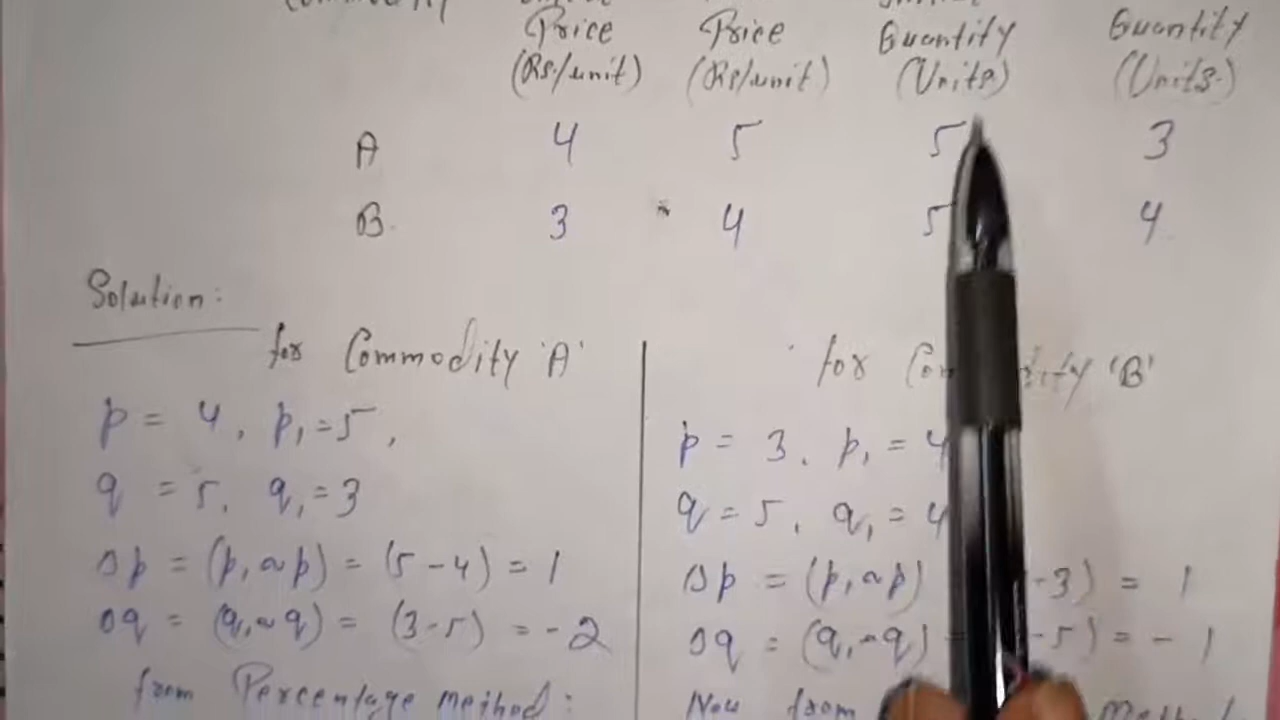 Price Price Quantity Quantity
(Rs/unit) (Rs/unit) (Units) (Units)
A 4 5 5 3
B 3 4 5 4
Solution:
for Commodity 'A'
p = 4, p₁ = 5,
q = 5, q₁ = 3
Δp = (p₁ ~ p) = (5 - 4) = 1
Δq = (q₁ ~ q) = (3 - 5) = - 2
from Percentage Method:
for 'B'
p = 3, p₁ = 4
q = 5, q₁ = 4
Δp = (p₁ ~ p) - 3) = 1
Δq = (q₁ ~ q) - 5) = - 1
Now from